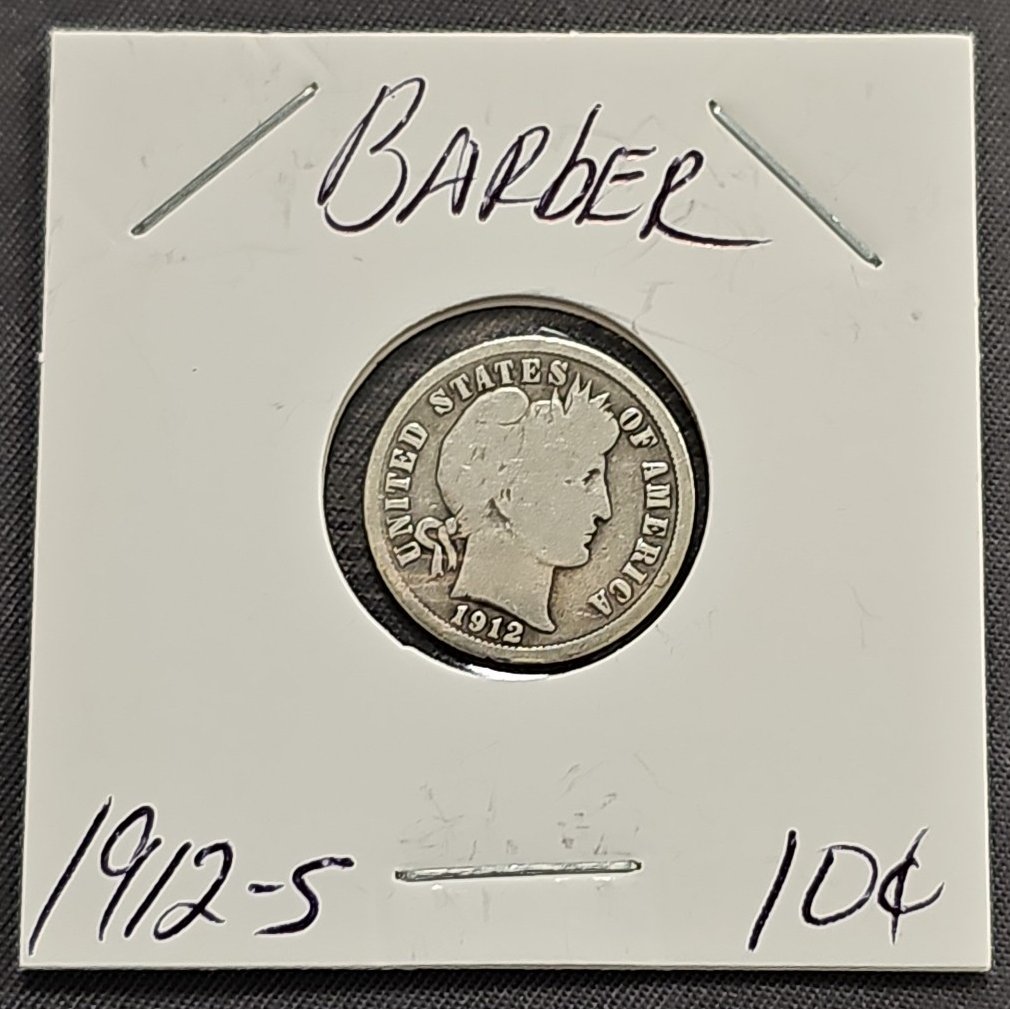 BARbER
UNITED STATES OF AMERICA
1912
1912-S 10¢